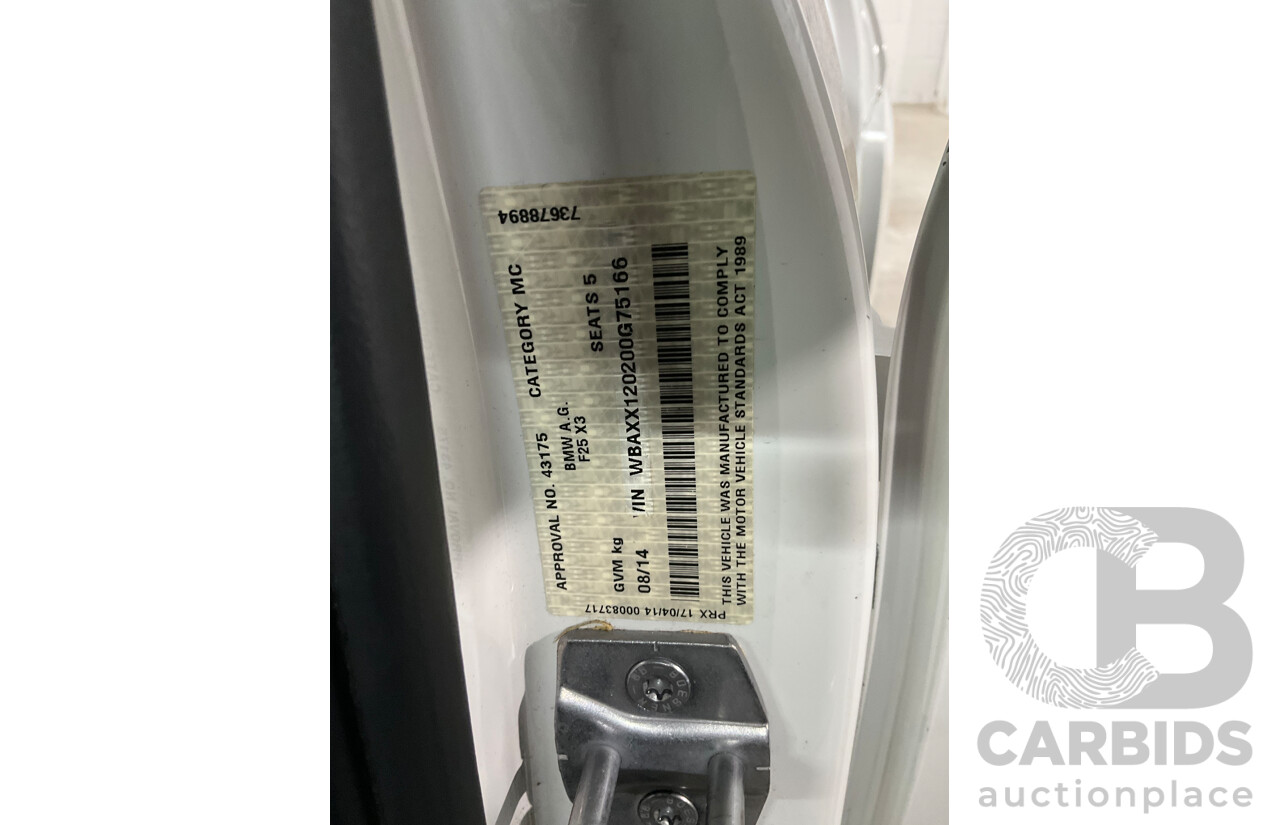 73678894
APPROVAL NO. 43175 CATEGORY MC
BMW A.G.
F25 X3
GVM kg SEATS 5
08/14 VIN WBAXX120200G75166
THIS VEHICLE WAS MANUFACTURED TO COMPLY
WITH THE MOTOR VEHICLE STANDARDS ACT 1989
PRX 17/04/14 00083717
CARBIDS
auctionplace